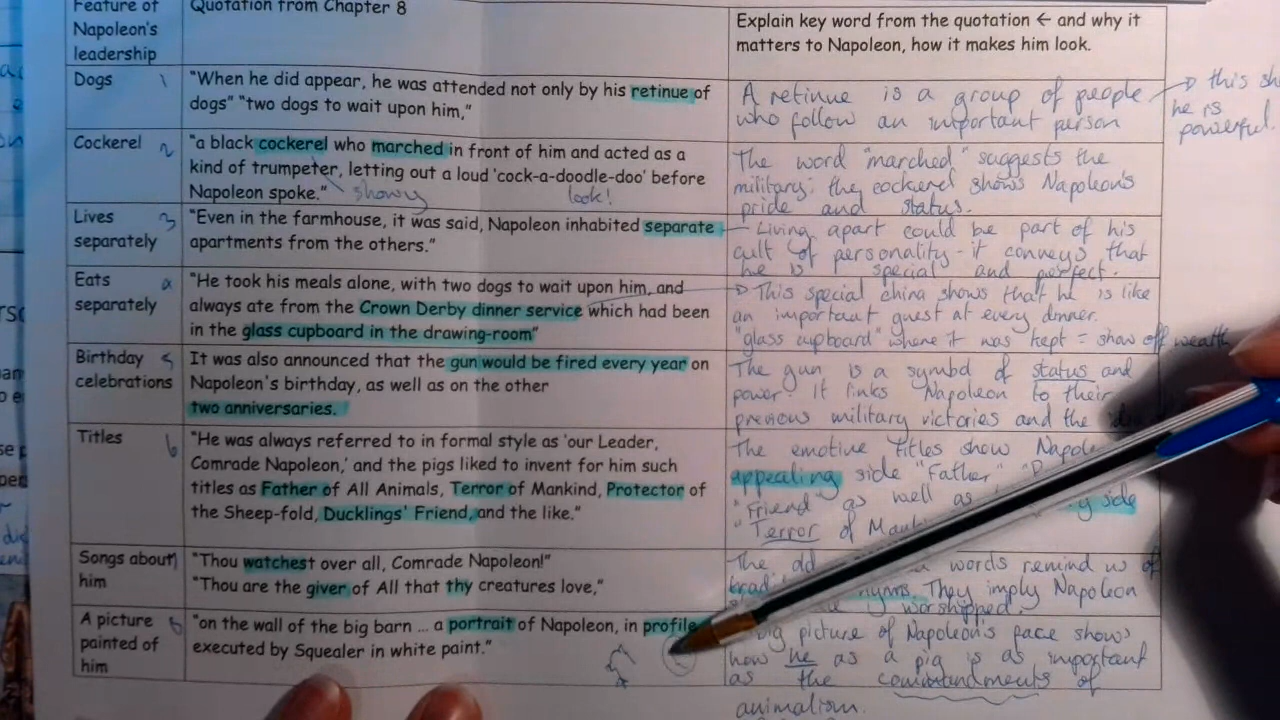 Feature of
Napoleon's
leadership
Quotation from Chapter 8
Explain key word from the quotation ← and why it
matters to Napoleon, how it makes him look.
Dogs 1
"When he did appear, he was attended not only by his retinue of
dogs" "two dogs to wait upon him,"
A retinue is a group of people
who follow an important person
this sh
he is
powerful.
Cockerel 2
"a black cockerel who marched in front of him and acted as a
kind of trumpeter, letting out a loud 'cock-a-doodle-doo' before
Napoleon spoke."
showy
look!
The word "marched" suggests the
military; the cockerel shows Napoleon's
pride and status.
Lives 3
separately
"Even in the farmhouse, it was said, Napoleon inhabited separate
apartments from the others."
Living apart could be part of his
cult of personality - it conveys that
he is special and perfect.
Eats
separately
"He took his meals alone, with two dogs to wait upon him, and
always ate from the Crown Derby dinner service which had been
in the glass cupboard in the drawing-room"
This special china shows that he is like
an important guest at every dinner.
"glass cupboard" where it was kept = show off wealth
Birthday 5
celebrations
It was also announced that the gun would be fired every year on
Napoleon's birthday, as well as on the other
two anniversaries.
The gun is a symbol of status and
power. It links Napoleon to their
previous military victories and the
Titles 6
"He was always referred to in formal style as 'our Leader,
Comrade Napoleon,' and the pigs liked to invent for him such
titles as Father of All Animals, Terror of Mankind, Protector of
the Sheep-fold, Ducklings' Friend, and the like."
The emotive titles show Napol
appealing side "Father"
"Friend" as well as side
"Terror of Man
Songs about 7
him
"Thou watchest over all, Comrade Napoleon!"
"Thou are the giver of All that thy creatures love,"
The old words remind us of
hymns. They imply Napoleon
worshipped.
A picture
painted of
him
"on the wall of the big barn ... a portrait of Napoleon, in profile
executed by Squealer in white paint."
big picture of Napoleon's face shows
how he as a pig is as important
as the commandments of
animalism.